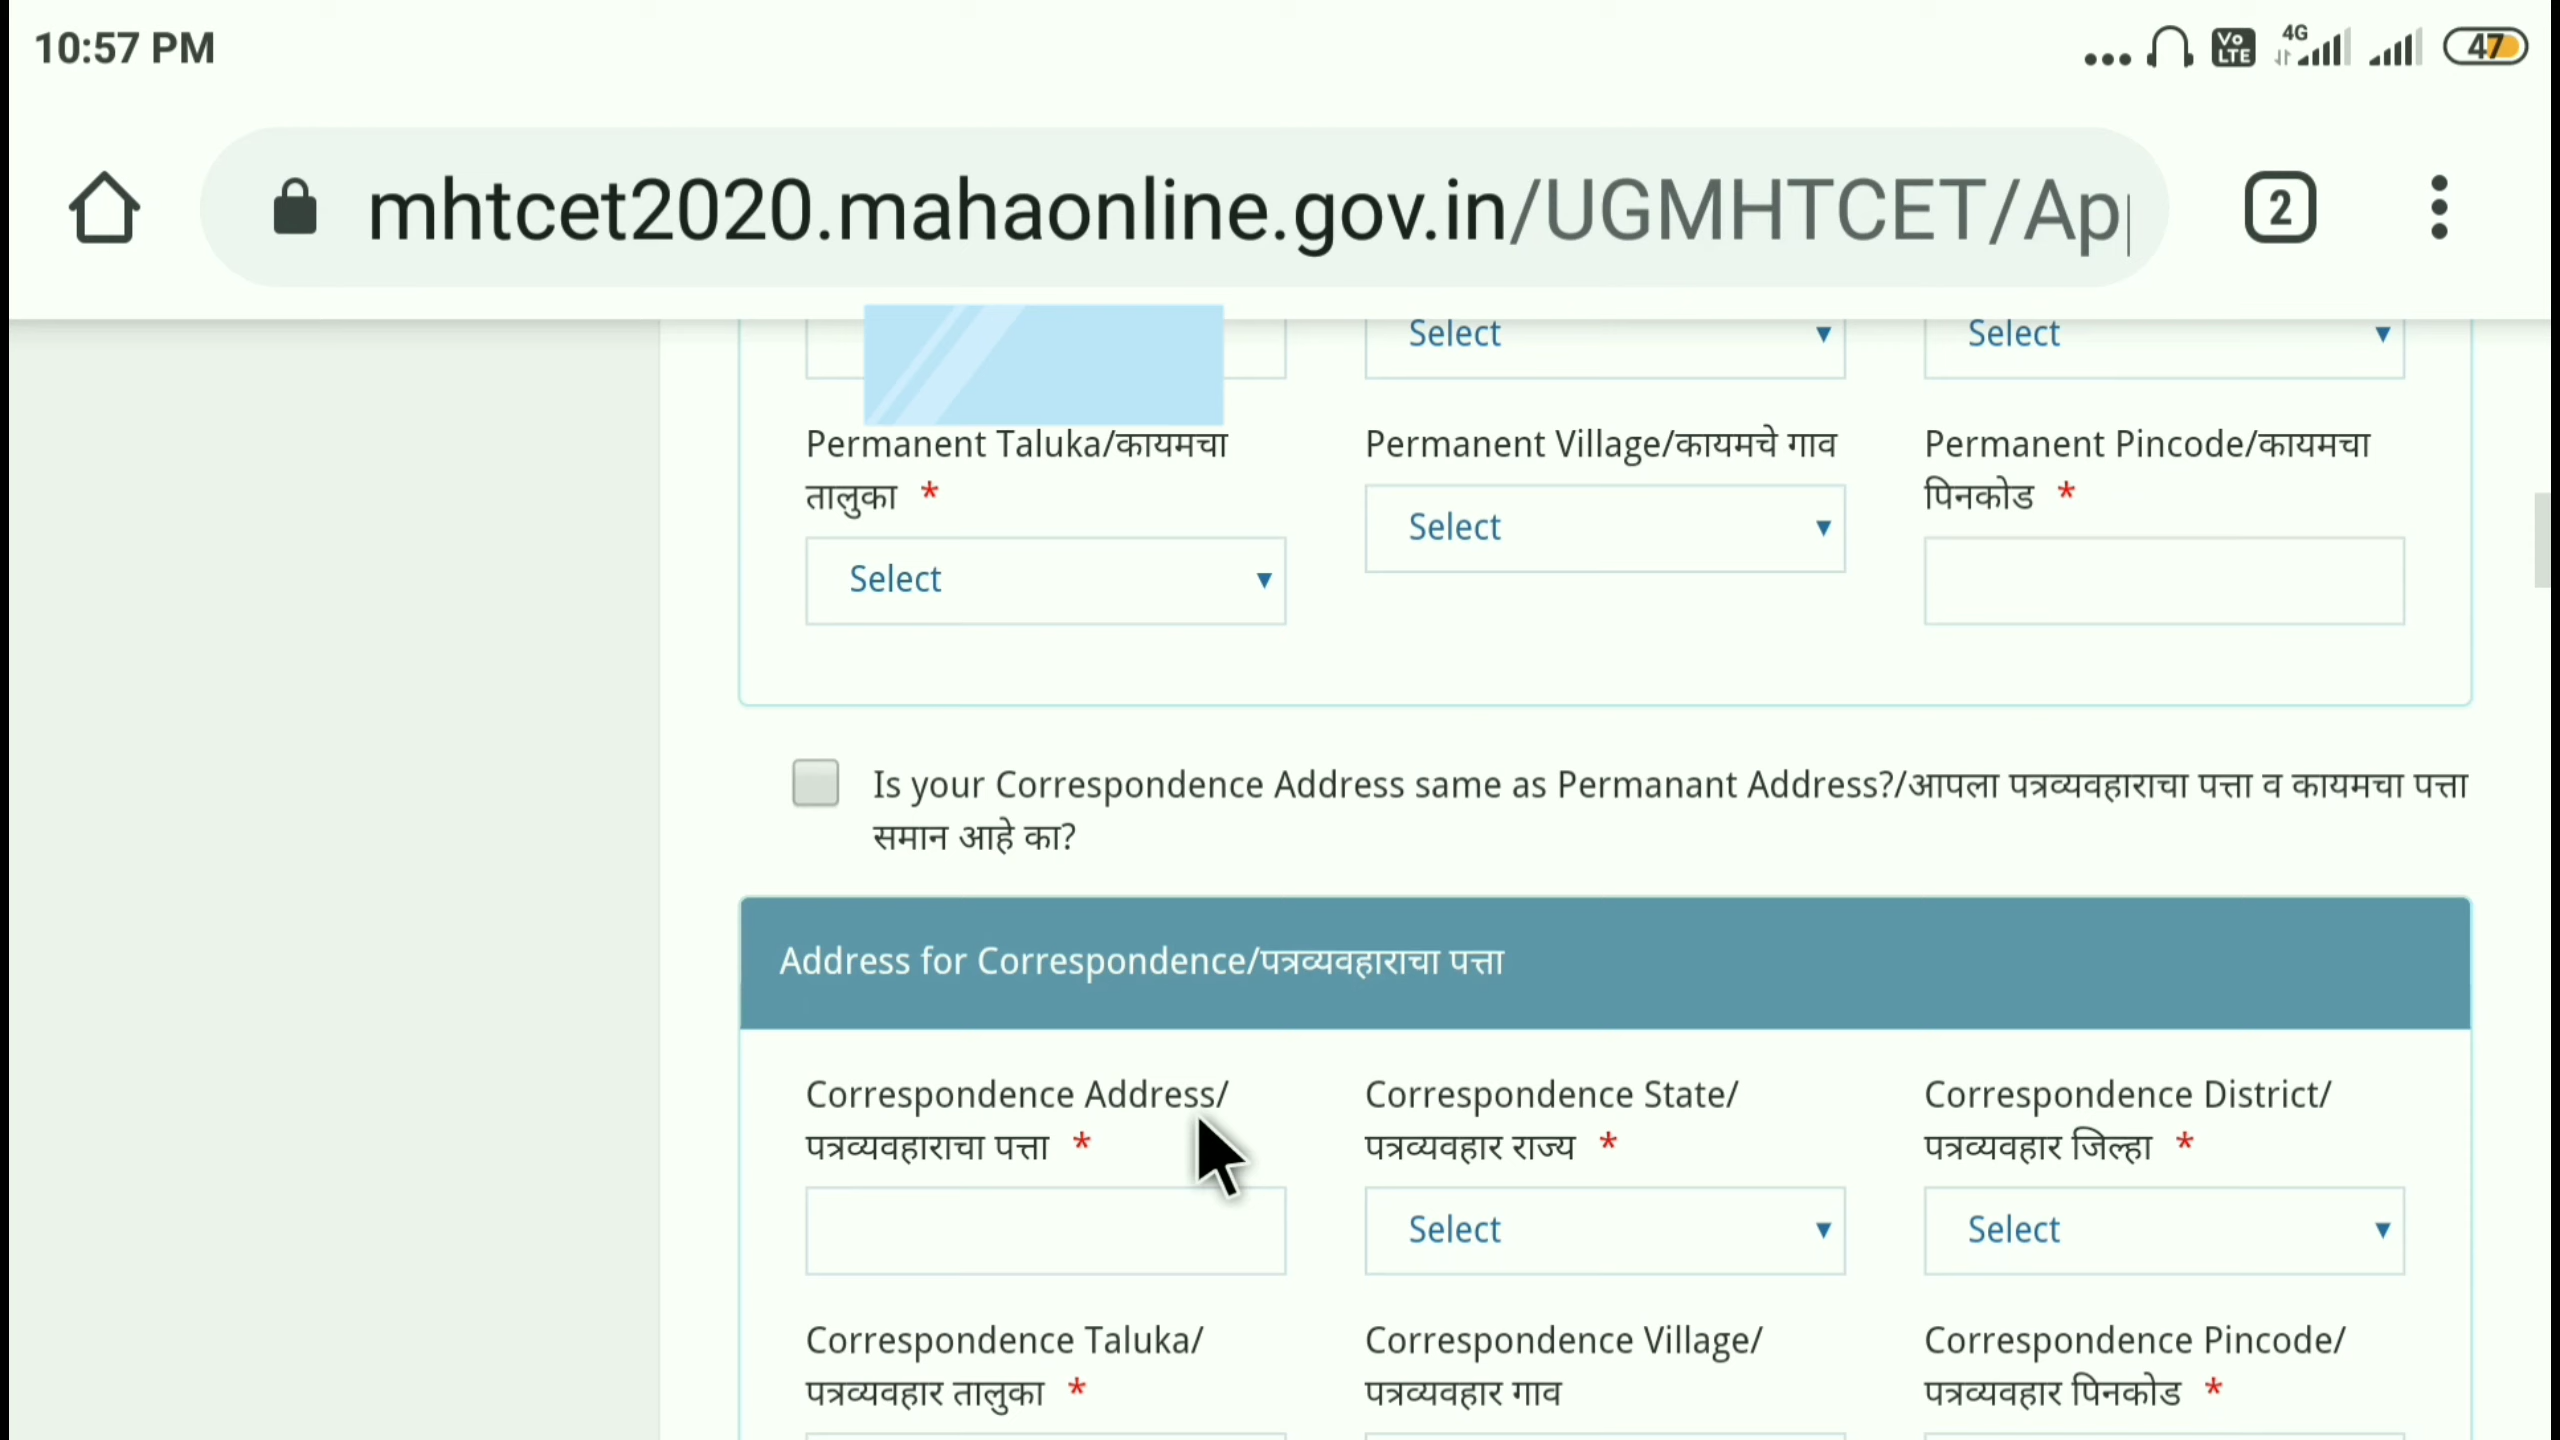 10:57 PM
Vo LTE 4G 47
mhtcet2020.mahaonline.gov.in/UGMHTCET/Ap
2
Select Select
Permanent Taluka/कायमचा तालुका *
Permanent Village/कायमचे गाव
Permanent Pincode/कायमचा पिनकोड *
Select
Select
Is your Correspondence Address same as Permanant Address?/आपला पत्रव्यवहाराचा पत्ता व कायमचा पत्ता
समान आहे का?
Address for Correspondence/पत्रव्यवहाराचा पत्ता
Correspondence Address/
पत्रव्यवहाराचा पत्ता *
Correspondence State/
पत्रव्यवहार राज्य *
Correspondence District/
पत्रव्यवहार जिल्हा *
Select Select
Correspondence Taluka/
पत्रव्यवहार तालुका *
Correspondence Village/
पत्रव्यवहार गाव
Correspondence Pincode/
पत्रव्यवहार पिनकोड *